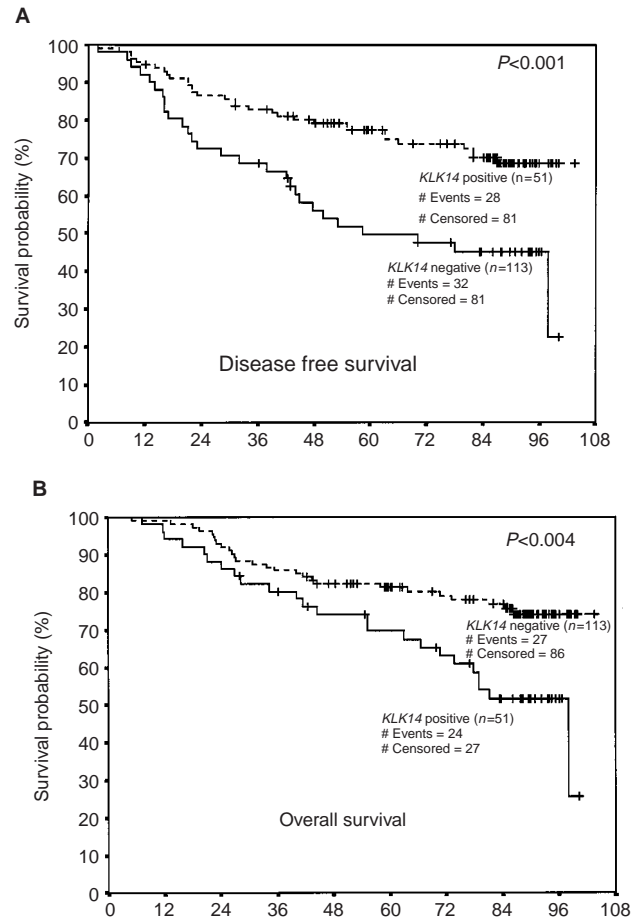 A
100
90
80
70
60
50
40
30
20
10
0
Survival probability (%)
P<0.001
KLK14 positive (n=51)
# Events = 28
# Censored = 81
KLK14 negative (n=113)
# Events = 32
# Censored = 81
Disease free survival
0 12 24 36 48 60 72 84 96 108
B
100
90
80
70
60
50
40
30
20
10
0
Survival probability (%)
P<0.004
KLK14 negative (n=113)
# Events = 27
# Censored = 86
KLK14 positive (n=51)
# Events = 24
# Censored = 27
Overall survival
0 12 24 36 48 60 72 84 96 108